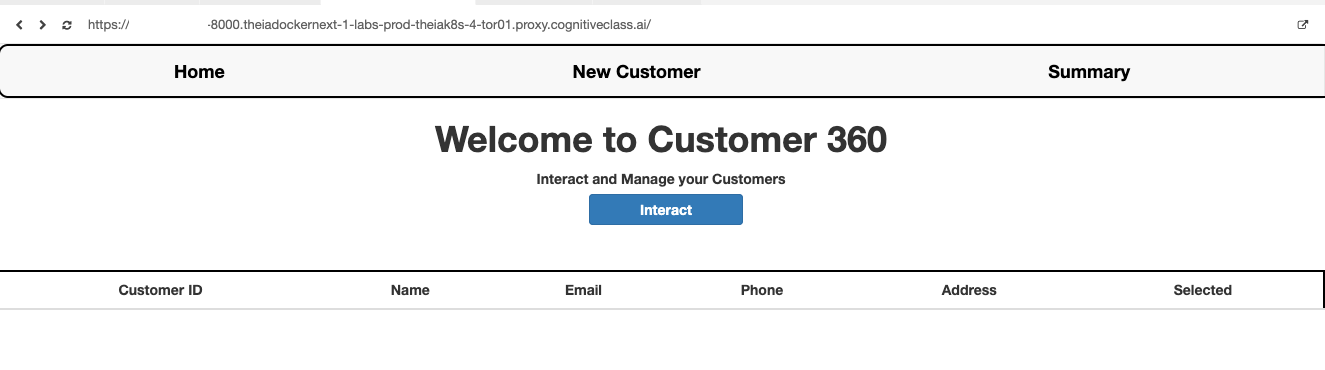 https:// -8000.theiadockernext-1-labs-prod-theiak8s-4-tor01.proxy.cognitiveclass.ai/
Home New Customer Summary
Welcome to Customer 360
Interact and Manage your Customers
Interact
Customer ID Name Email Phone Address Selected